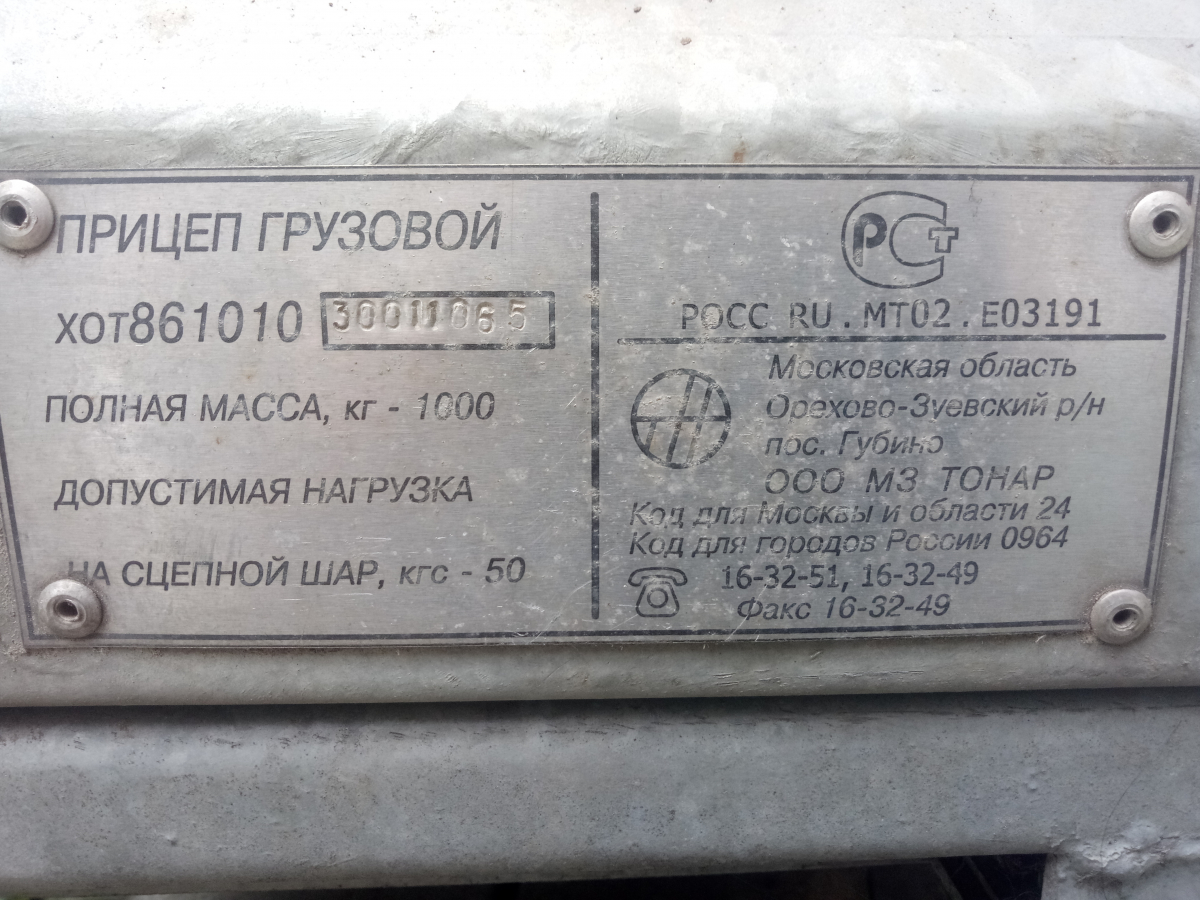 ПРИЦЕП ГРУЗОВОЙ
ХОТ861010 30011065
ПОЛНАЯ МАССА, кг - 1000
ДОПУСТИМАЯ НАГРУЗКА
НА СЦЕПНОЙ ШАР, кгс - 50
РСТ
РОСС RU.МТ02.Е03191
Московская область
Орехово-Зуевский р/н
пос. Губино
ООО МЗ ТОНАР
Код для Москвы и области 24
Код для городов России 0964
16-32-51, 16-32-49
Факс 16-32-49